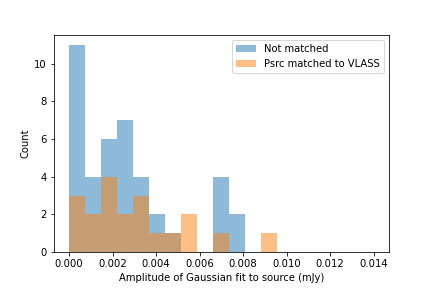 Not matched
Psrc matched to VLASS
Count
10
8
6
4
2
0
0.000 0.002 0.004 0.006 0.008 0.010 0.012 0.014
Amplitude of Gaussian fit to source (mJy)